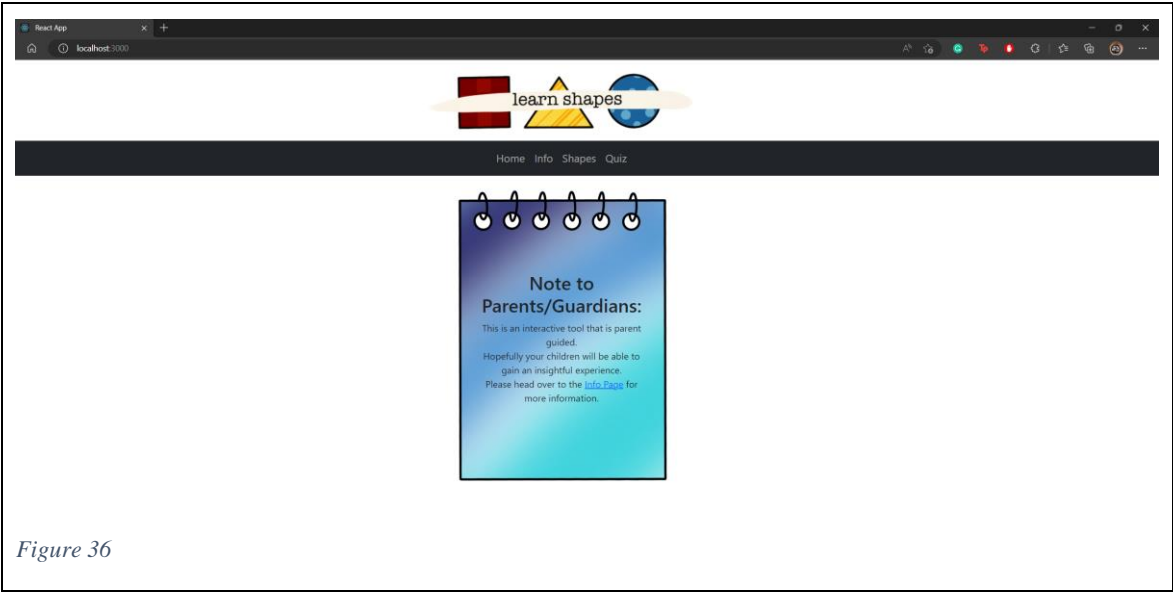 React App
localhost:3000
learn shapes
Home Info Shapes Quiz
Note to
Parents/Guardians:
This is an interactive tool that is parent
guided.
Hopefully your children will be able to
gain an insightful experience.
Please head over to the Info Page for
more information.
Figure 36